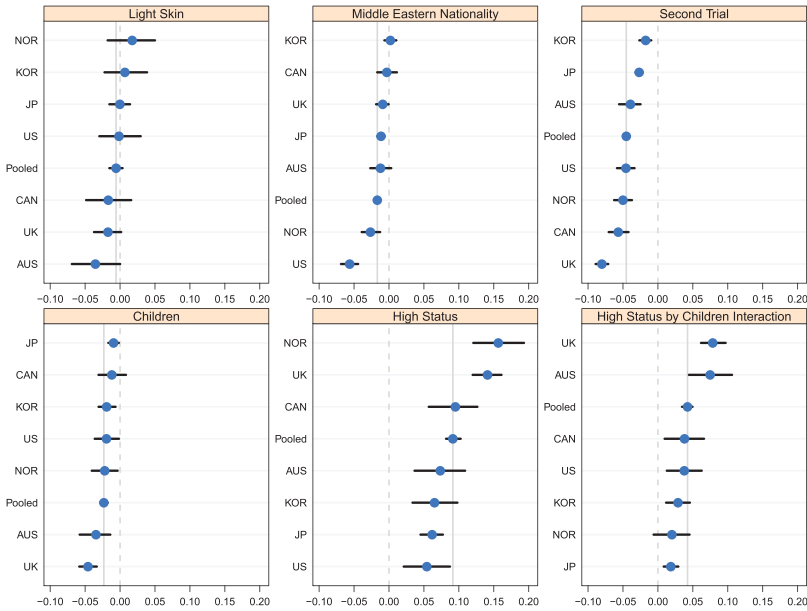 Light Skin
NOR
KOR
JP
US
Pooled
CAN
UK
AUS
−0.10 −0.05 0.00 0.05 0.10 0.15 0.20
Middle Eastern Nationality
KOR
CAN
UK
JP
AUS
Pooled
NOR
US
−0.10 −0.05 0.00 0.05 0.10 0.15 0.20
Second Trial
KOR
JP
AUS
Pooled
US
NOR
CAN
UK
−0.10 −0.05 0.00 0.05 0.10 0.15 0.20
Children
JP
CAN
KOR
US
NOR
Pooled
AUS
UK
−0.10 −0.05 0.00 0.05 0.10 0.15 0.20
High Status
NOR
UK
CAN
Pooled
AUS
KOR
JP
US
−0.10 −0.05 0.00 0.05 0.10 0.15 0.20
High Status by Children Interaction
UK
AUS
Pooled
CAN
US
KOR
NOR
JP
−0.10 −0.05 0.00 0.05 0.10 0.15 0.20